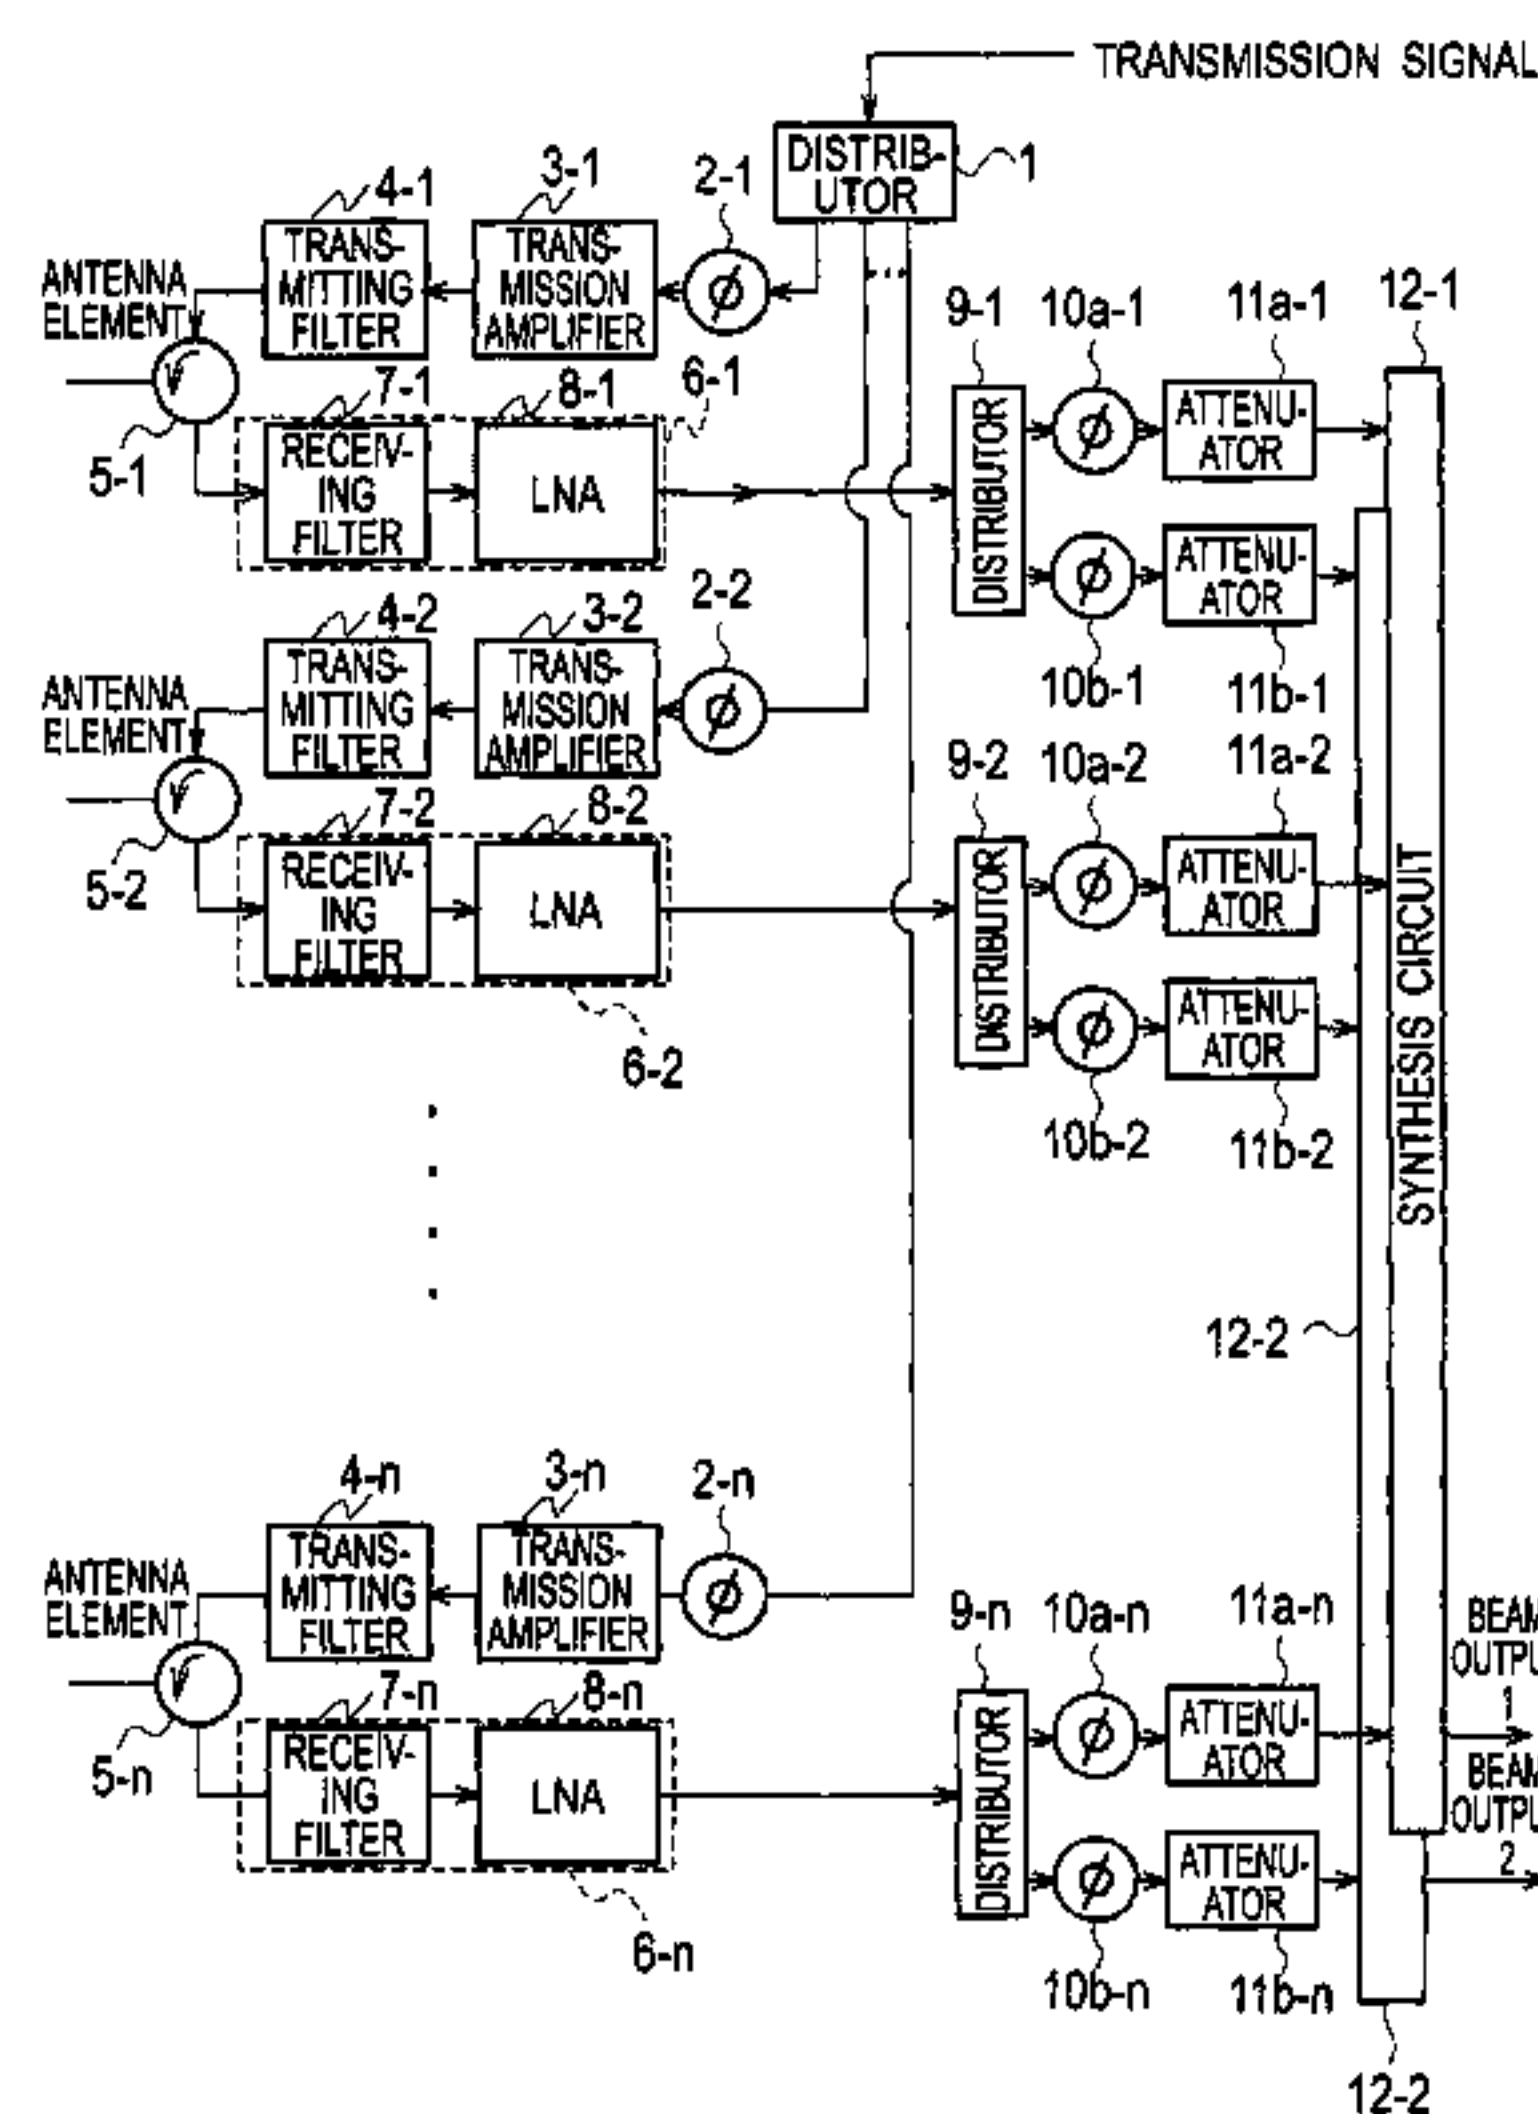 TRANSMISSION SIGNAL
DISTRIB-
UTOR
1
4-1
3-1
2-1
TRANS-
MITTING
FILTER
TRANS-
MISSION
AMPLIFIER
ϕ
ANTENNA
ELEMENT
5-1
7-1
8-1
6-1
RECEIV-
ING
FILTER
LNA
9-1
10a-1
11a-1
12-1
DISTRIBUTOR
ϕ
ATTENU-
ATOR
ϕ
ATTENU-
ATOR
10b-1
11b-1
4-2
3-2
2-2
TRANS-
MITTING
FILTER
TRANS-
MISSION
AMPLIFIER
ϕ
ANTENNA
ELEMENT
5-2
7-2
8-2
RECEIV-
ING
FILTER
LNA
6-2
9-2
10a-2
11a-2
DISTRIBUTOR
ϕ
ATTENU-
ATOR
ϕ
ATTENU-
ATOR
10b-2
11b-2
SYNTHESIS CIRCUIT
12-2
4-n
3-n
2-n
TRANS-
MITTING
FILTER
TRANS-
MISSION
AMPLIFIER
ϕ
ANTENNA
ELEMENT
5-n
7-n
8-n
RECEIV-
ING
FILTER
LNA
6-n
9-n
10a-n
11a-n
DISTRIBUTOR
ϕ
ATTENU-
ATOR
ϕ
ATTENU-
ATOR
10b-n
11b-n
BEAM
OUTPU
1
BEAM
OUTPU
2
12-2